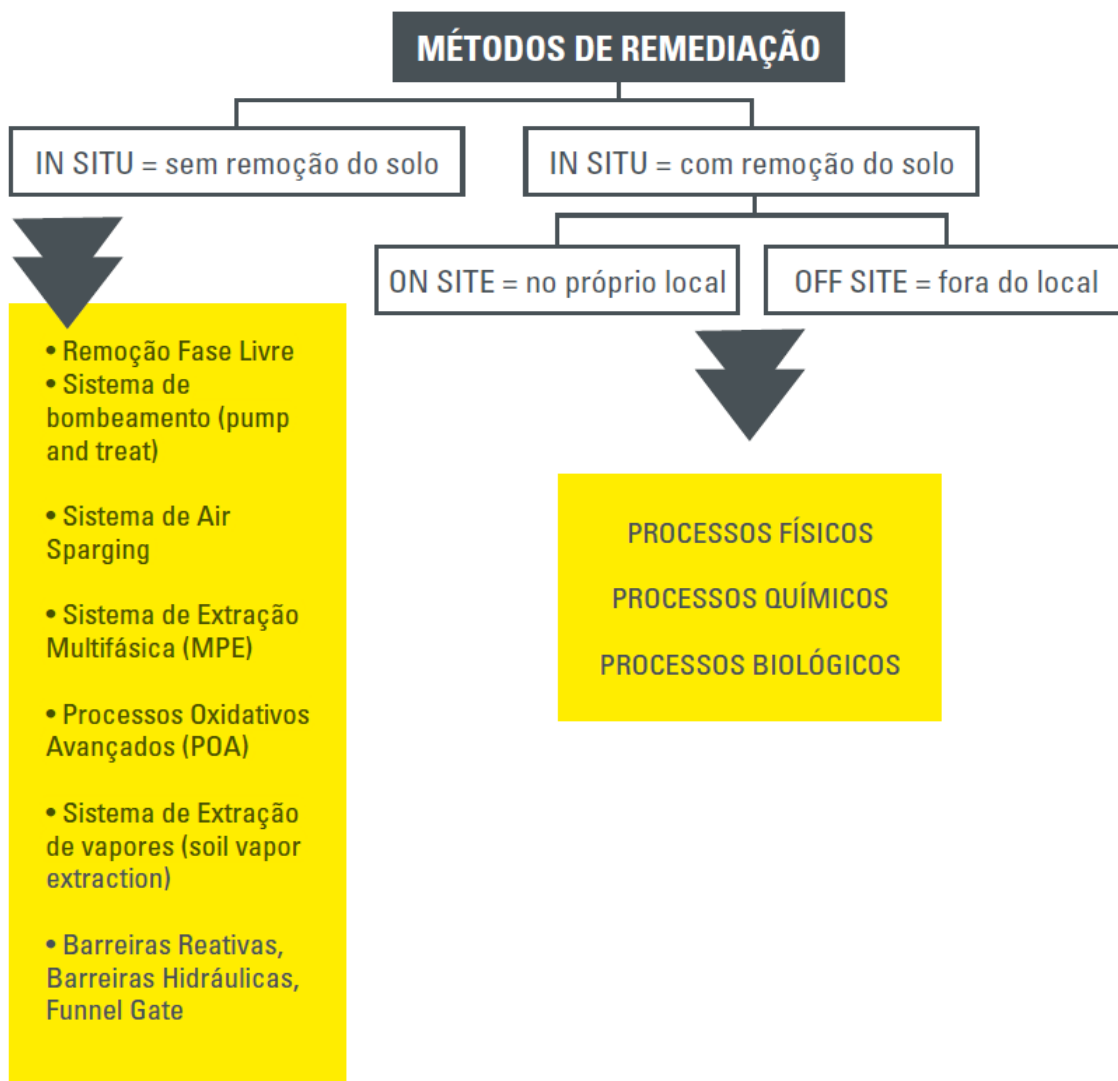 MÉTODOS DE REMEDIAÇÃO
IN SITU = sem remoção do solo
IN SITU = com remoção do solo
ON SITE = no próprio local
OFF SITE = fora do local
• Remoção Fase Livre
• Sistema de
bombeamento (pump
and treat)
• Sistema de Air
Sparging
• Sistema de Extração
Multifásica (MPE)
• Processos Oxidativos
Avançados (POA)
• Sistema de Extração
de vapores (soil vapor
extraction)
• Barreiras Reativas,
Barreiras Hidráulicas,
Funnel Gate
PROCESSOS FÍSICOS
PROCESSOS QUÍMICOS
PROCESSOS BIOLÓGICOS